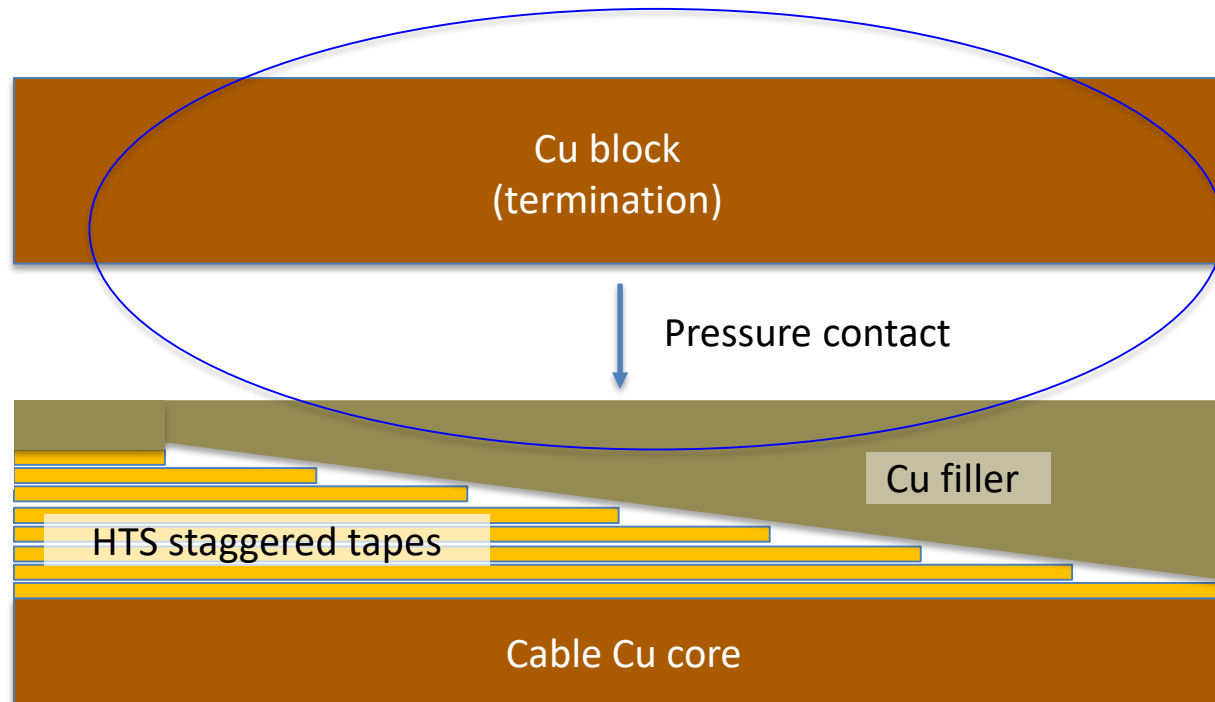 Cu block
(termination)
Pressure contact
Cu filler
HTS staggered tapes
Cable Cu core